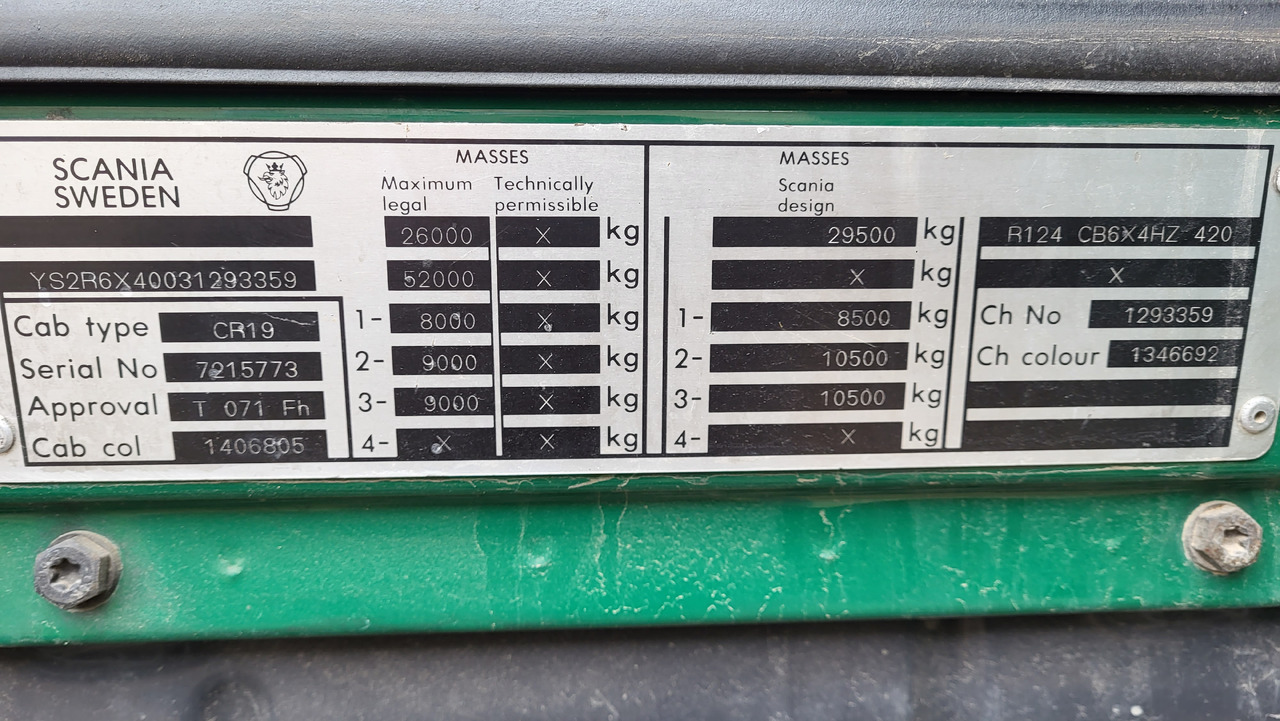 SCANIA
SWEDEN
MASSES
Maximum legal
Technically permissible
MASSES
Scania design
26000 X kg 29500 kg R124 CB6X4HZ 420
YS2R6X40031293359 52000 X kg X kg X
Cab type CR19 1- 8000 X kg 1- 8500 kg Ch No 1293359
Serial No 7215773 2- 9000 X kg 2- 10500 kg Ch colour 1346692
Approval T 071 Fh 3- 9000 X kg 3- 10500 kg
Cab col 1406805 4- X X kg 4- X kg